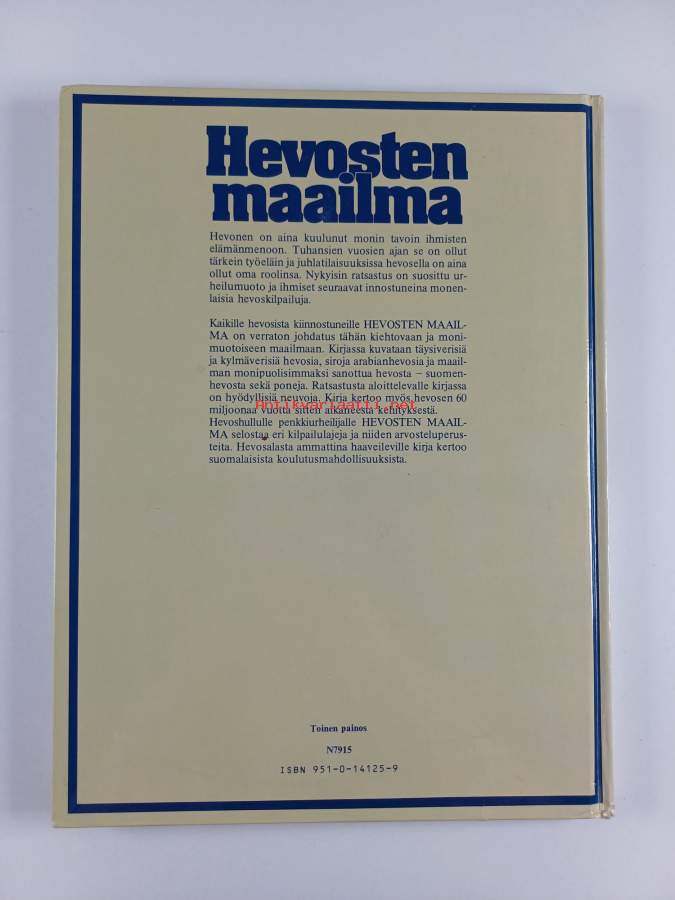 Hevosten
maailma
Hevonen on aina kuulunut monin tavoin ihmisten
elämänmenoon. Tuhansien vuosien ajan se on ollut
tärkein työeläin ja juhlatilaisuuksissa hevosella on aina
ollut oma roolinsa. Nykyisin ratsastus on suosittu ur-
heilumuoto ja ihmiset seuraavat innostuneina monen-
laisia hevoskilpailuja.
Kaikille hevosista kiinnostuneille HEVOSTEN MAAIL-
MA on verraton johdatus tähän kiehtovaan ja moni-
muotoiseen maailmaan. Kirjassa kuvataan täysiverisiä
ja kylmäverisiä hevosia, siroja arabianhevosia ja maail-
man monipuolisimmaksi sanottua hevosta – suomen-
hevosta sekä poneja. Ratsastusta aloittelevalle kirjassa
on hyödyllisiä neuvoja. Kirja kertoo myös hevosen 60
Antikvariaatti.net
miljoonaa vuotta sitten alkaneesta kehityksestä.
Hevoshullulle penkkiurheilijalle HEVOSTEN MAAIL-
MA selostaa eri kilpailulajeja ja niiden arvosteluperus-
teita. Hevosalasta ammattina haaveileville kirja kertoo
suomalaisista koulutusmahdollisuuksista.
Toinen painos
N7915
ISBN 951-0-14125-9